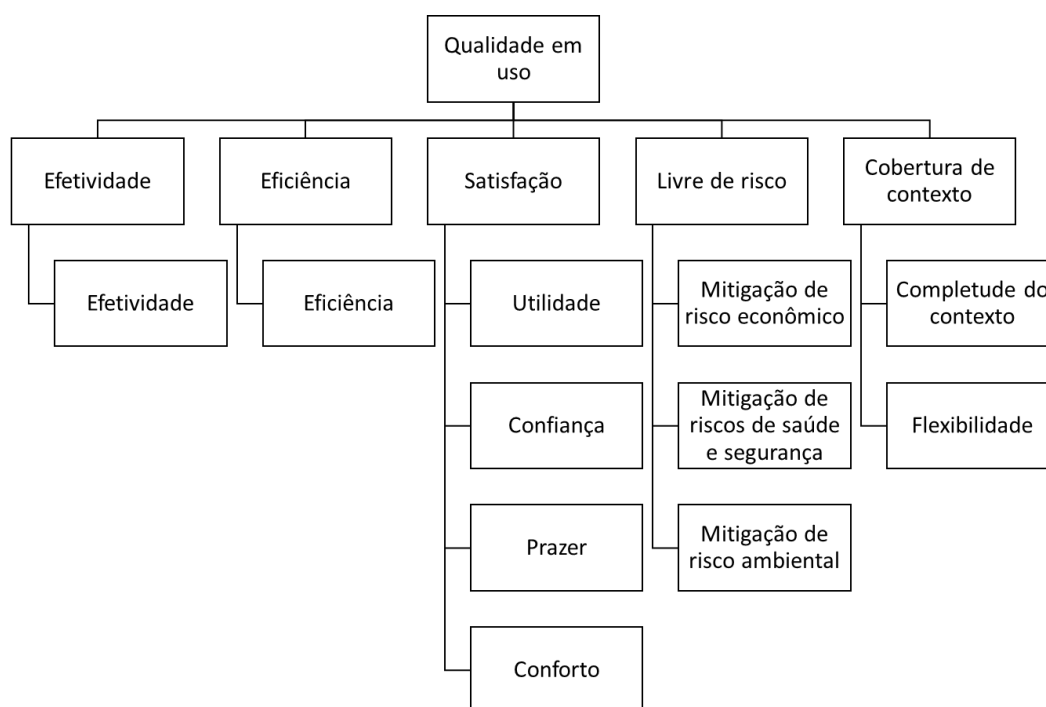 Qualidade em
uso
Efetividade
Eficiência
Satisfação
Livre de risco
Cobertura de
contexto
Efetividade
Eficiência
Utilidade
Mitigação de
risco econômico
Completude do
contexto
Confiança
Mitigação de
riscos de saúde
e segurança
Flexibilidade
Prazer
Mitigação de
risco ambiental
Conforto